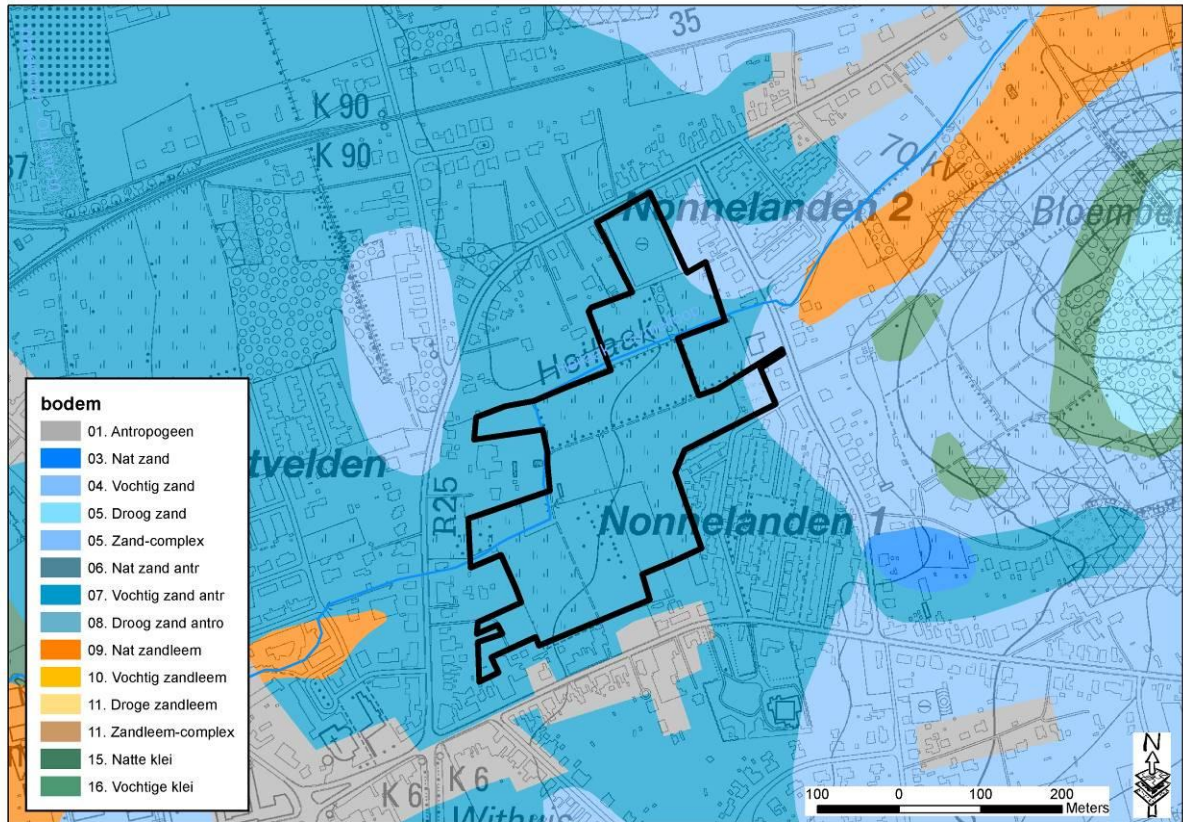 35
K 90
K 90
37
Nonnelanden 2
Bloembe
tvelden
R25
Nonnelanden 1
bodem
01. Antropogeen
03. Nat zand
04. Vochtig zand
05. Droog zand
05. Zand-complex
06. Nat zand antr
07. Vochtig zand antr
08. Droog zand antro
09. Nat zandleem
10. Vochtig zandleem
11. Droge zandleem
11. Zandleem-complex
15. Natte klei
16. Vochtige klei
K 6
K 6
N
100 0 100 200
Meters